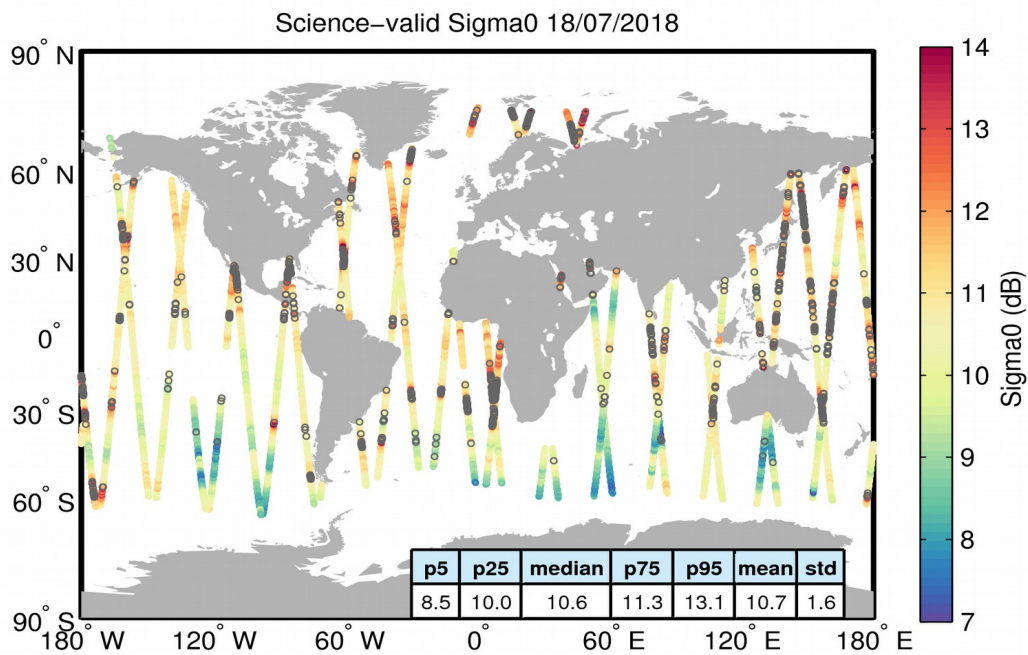 Science−valid Sigma0 18/07/2018
90° N
60° N
30° N
0°
30° S
60° S
90° S
180° W
120° W
60° W
0°
60° E
120° E
180° E
14
13
12
11
10
9
8
7
Sigma0 (dB)
p5 p25 median p75 p95 mean std
8.5 10.0 10.6 11.3 13.1 10.7 1.6